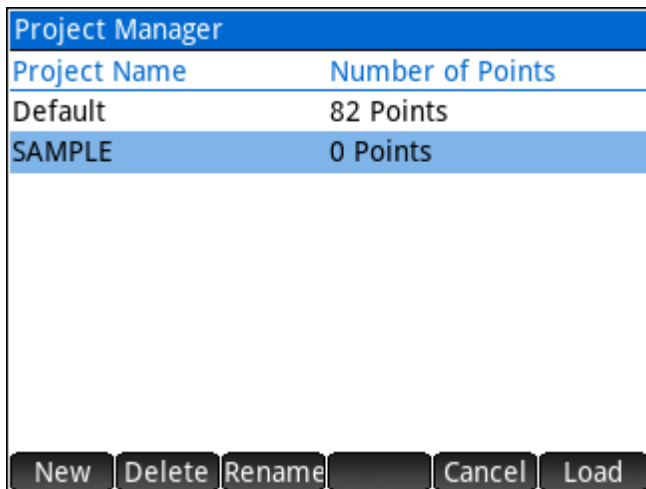 Project Manager
Project Name Number of Points
Default 82 Points
SAMPLE 0 Points
New Delete Rename Cancel Load